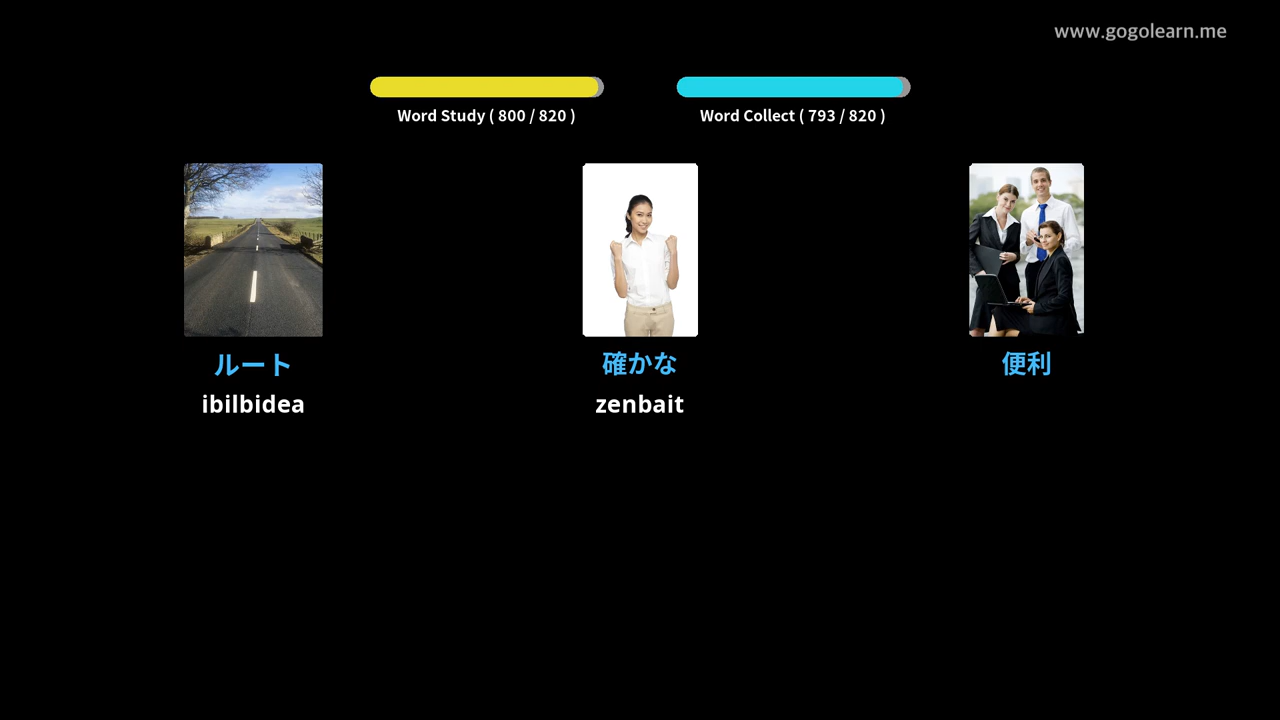 www.gogolearn.me
Word Study ( 800 / 820 )
Word Collect ( 793 / 820 )
ルート
確かな
便利
ibilbidea
zenbait